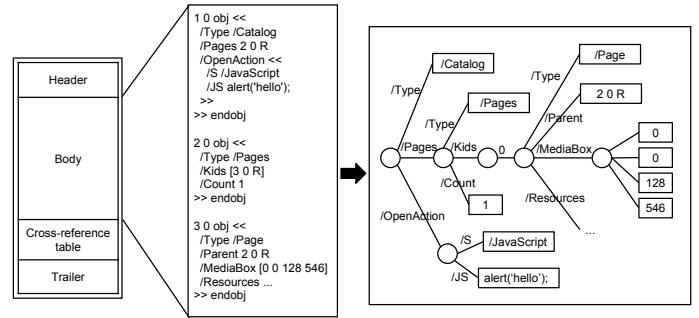 Header
Body
Cross-reference
table
Trailer
1 0 obj <<
/Type /Catalog
/Pages 2 0 R
/OpenAction <<
/S /JavaScript
/JS alert('hello');
>>
>> endobj
2 0 obj <<
/Type /Pages
/Kids [3 0 R]
/Count 1
>> endobj
3 0 obj <<
/Type /Page
/Parent 2 0 R
/MediaBox [0 0 128 546]
/Resources ...
>> endobj
/Catalog
/Type
/Pages
/Type
/Pages
/Kids
0
/Count
1
/Page
/Type
2 0 R
/Parent
/MediaBox
0
0
128
546
/Resources
...
/OpenAction
/S
/JavaScript
/JS
alert(‘hello’);